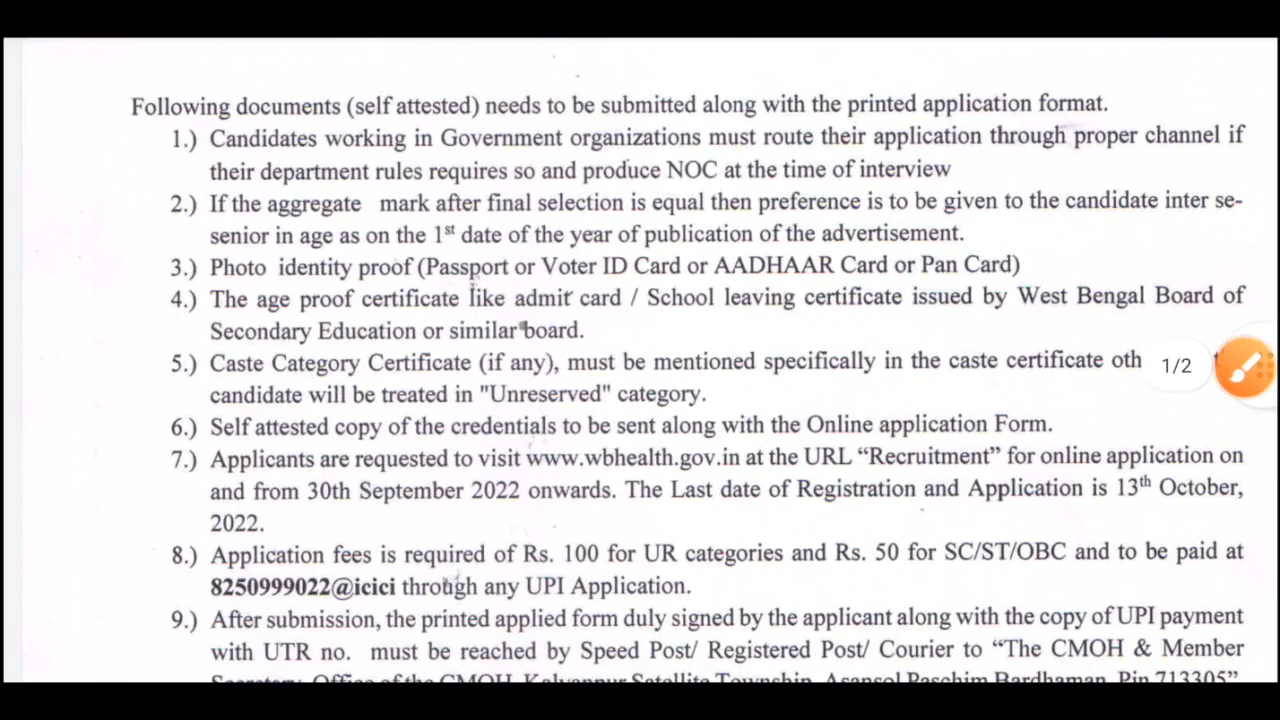 Following documents (self attested) needs to be submitted along with the printed application format.
1.) Candidates working in Government organizations must route their application through proper channel if
their department rules requires so and produce NOC at the time of interview
2.) If the aggregate mark after final selection is equal then preference is to be given to the candidate inter se-
senior in age as on the 1st date of the year of publication of the advertisement.
3.) Photo identity proof (Passport or Voter ID Card or AADHAAR Card or Pan Card)
4.) The age proof certificate like admit card / School leaving certificate issued by West Bengal Board of
Secondary Education or similar board.
5.) Caste Category Certificate (if any), must be mentioned specifically in the caste certificate oth
1/2
candidate will be treated in "Unreserved" category.
6.) Self attested copy of the credentials to be sent along with the Online application Form.
7.) Applicants are requested to visit www.wbhealth.gov.in at the URL “Recruitment” for online application on
and from 30th September 2022 onwards. The Last date of Registration and Application is 13th October,
2022.
8.) Application fees is required of Rs. 100 for UR categories and Rs. 50 for SC/ST/OBC and to be paid at
8250999022@icici through any UPI Application.
9.) After submission, the printed applied form duly signed by the applicant along with the copy of UPI payment
with UTR no. must be reached by Speed Post/ Registered Post/ Courier to “The CMOH & Member
Secretary, Office of the CMOH, Kalyanpur Satellite Township, Asansol Paschim Bardhaman, Pin 713305”